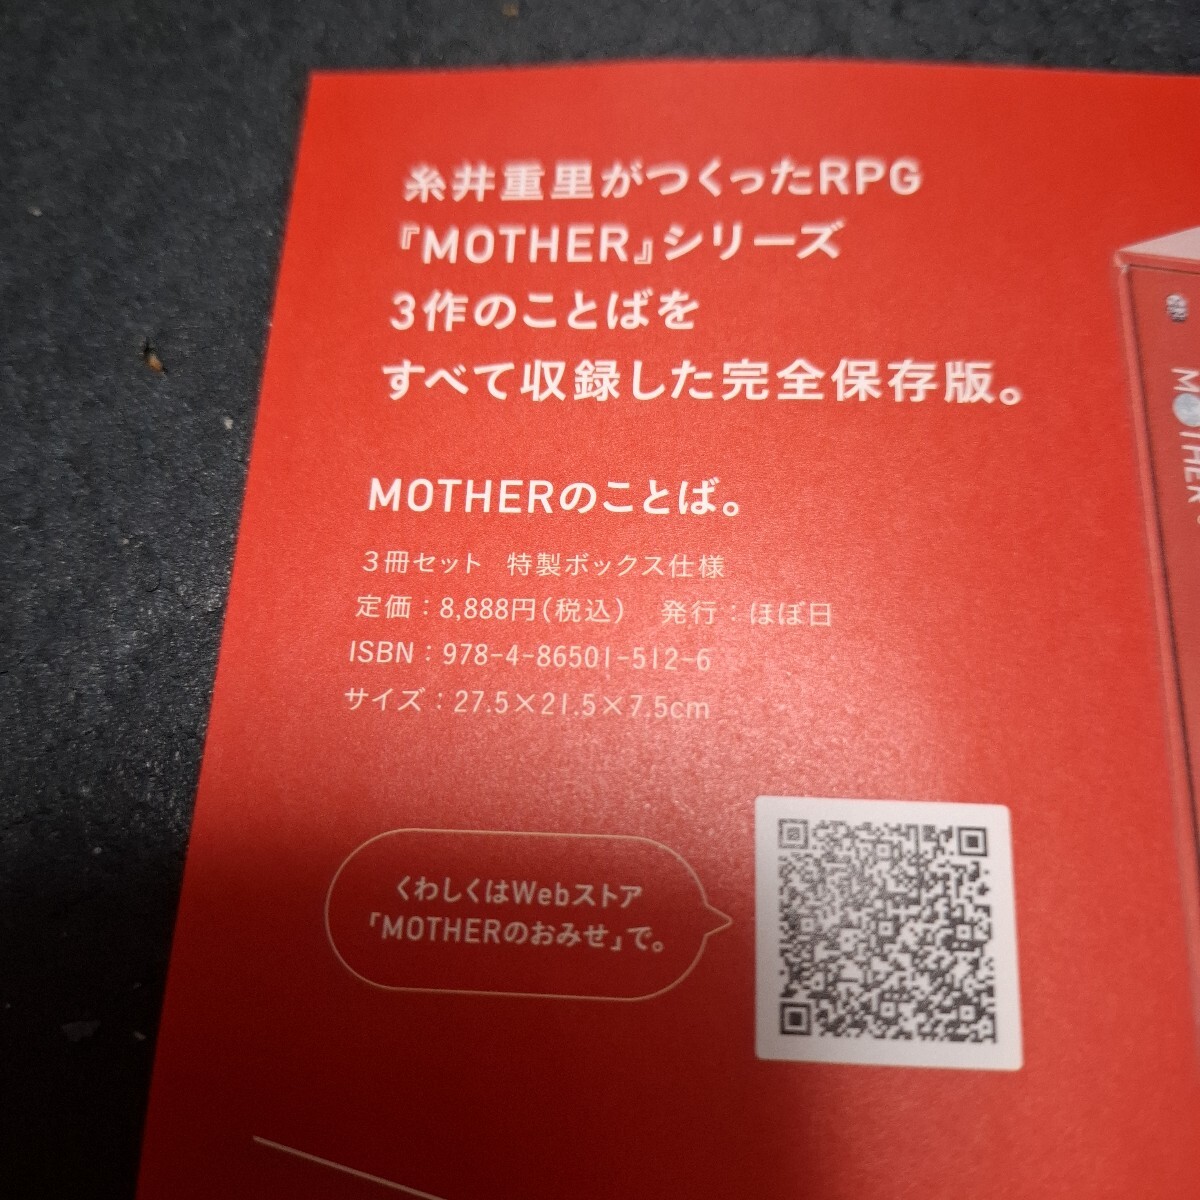 糸井重里がつくったRPG
『MOTHER』シリーズ
3作のことばを
すべて収録した完全保存版。
MOTHERのことば。
3冊セット 特製ボックス仕様
定価：8,888円（税込） 発行：ほぼ日
ISBN：978-4-86501-512-6
サイズ：27.5×21.5×7.5cm
くわしくはWebストア
「MOTHERのおみせ」で。
MOTHER